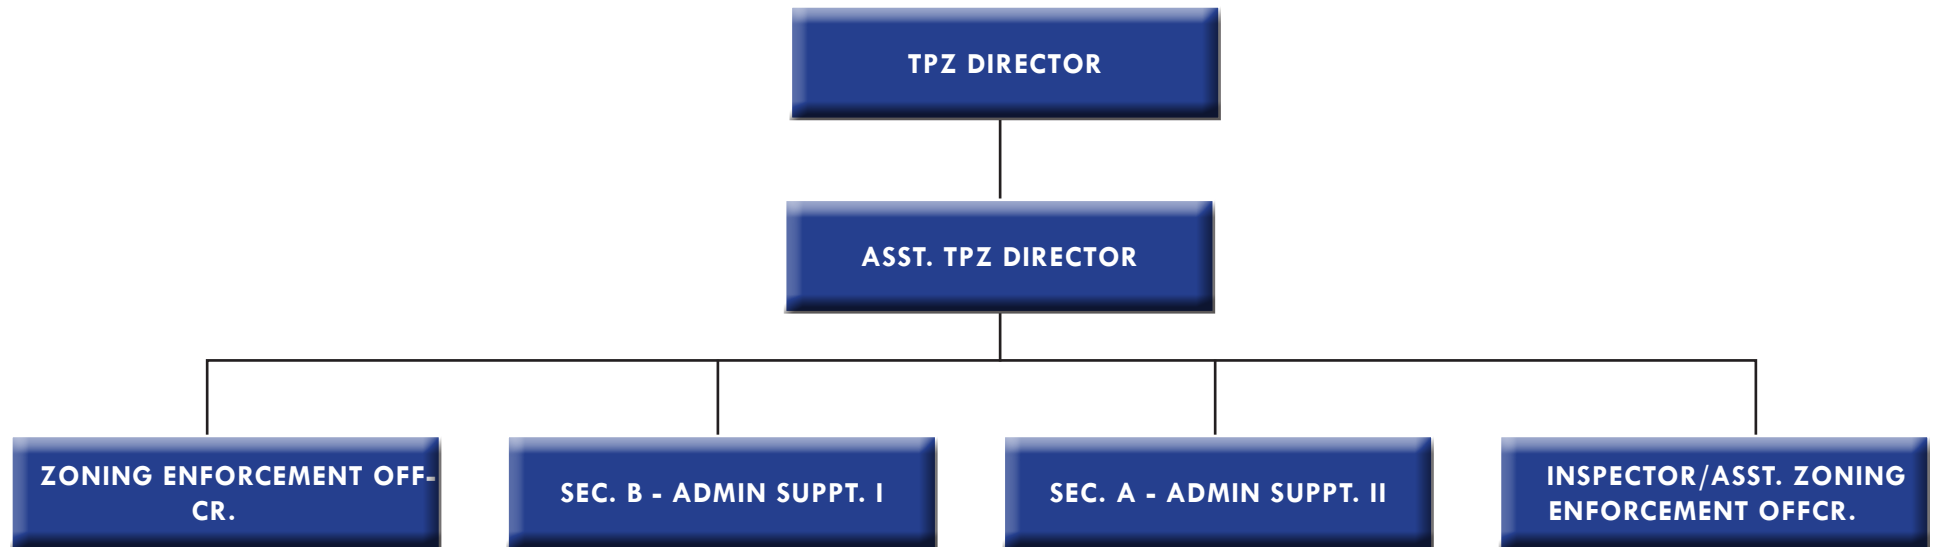 TPZ DIRECTOR
ASST. TPZ DIRECTOR
ZONING ENFORCEMENT OFF-
CR.
SEC. B - ADMIN SUPPT. I
SEC. A - ADMIN SUPPT. II
INSPECTOR/ASST. ZONING
ENFORCEMENT OFFCR.